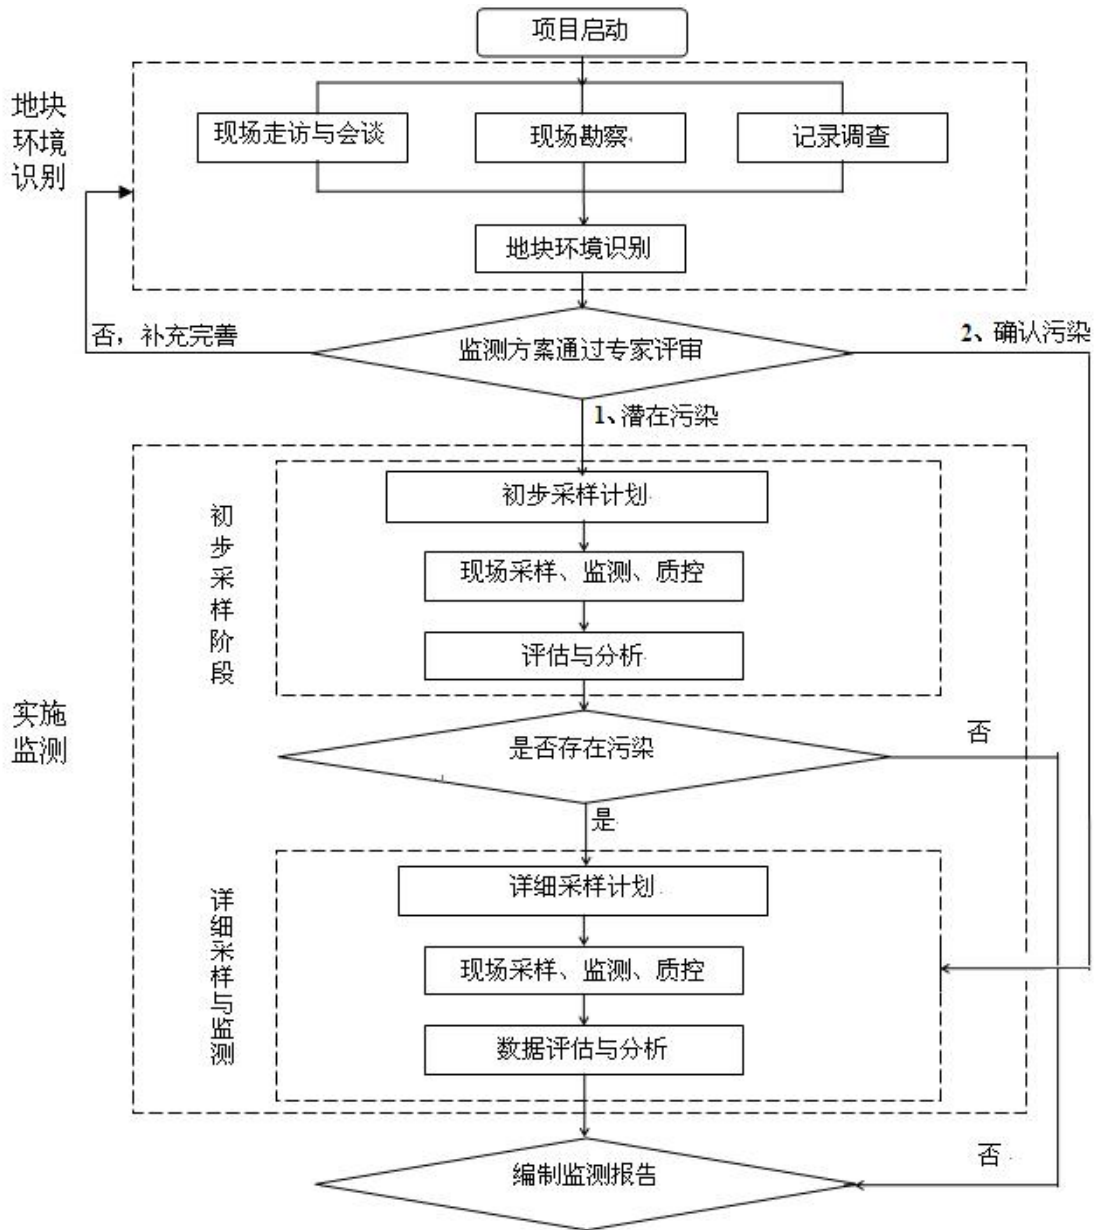 项目启动
地块
环境
识别
现场走访与会谈
现场勘察
记录调查
地块环境识别
否，补充完善
监测方案通过专家评审
2、确认污染
1、潜在污染
初步采样计划
初步采样阶段
现场采样、监测、质控
评估与分析
实施
监测
是否存在污染
否
是
详细采样计划
详细采样与监测
现场采样、监测、质控
数据评估与分析
编制监测报告
否